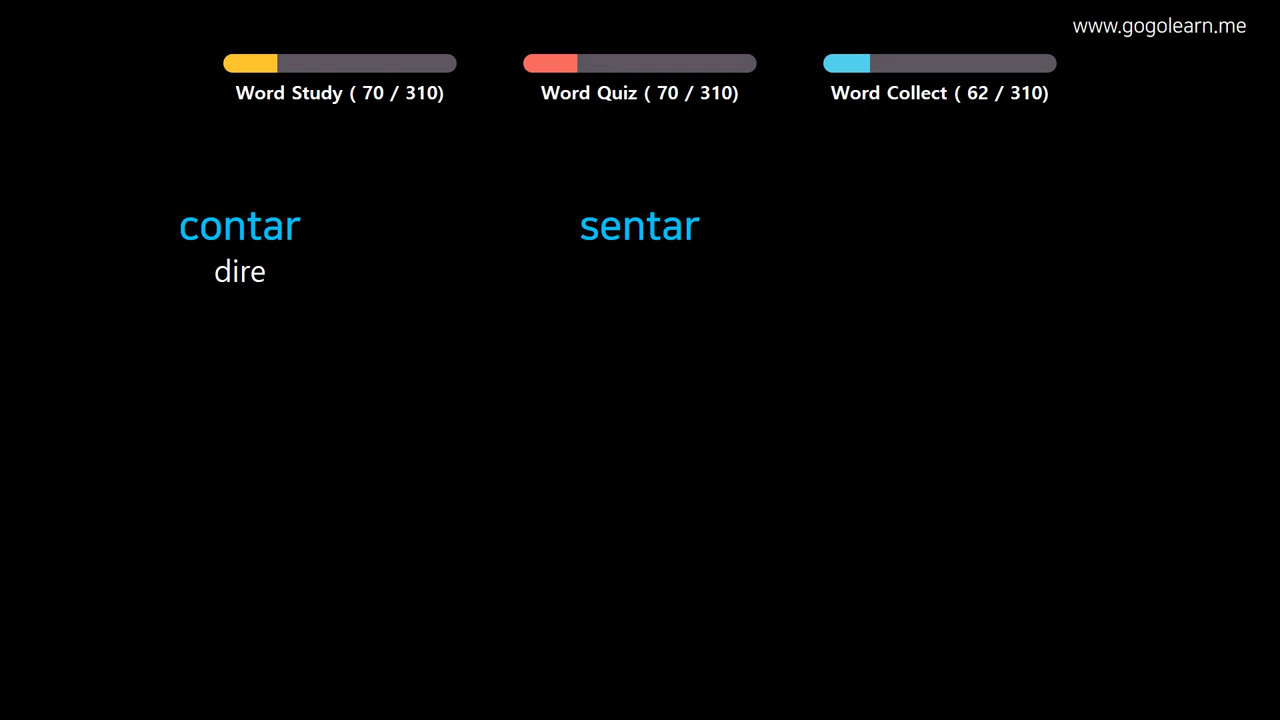 www.gogolearn.me
Word Study ( 70 / 310)
Word Quiz ( 70 / 310)
Word Collect ( 62 / 310)
contar
dire
sentar